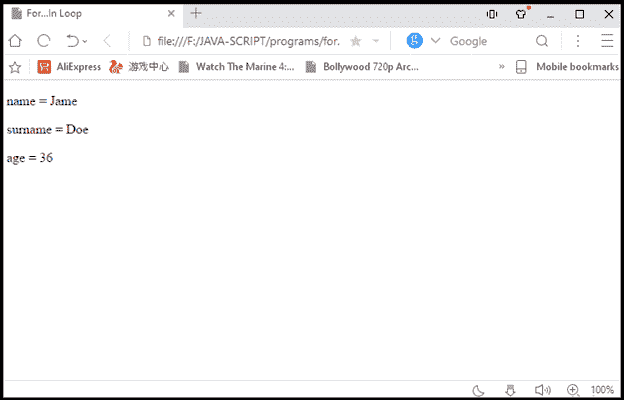 For...In Loop
file:///F:/JAVA-SCRIPT/programs/for.
g
Google
AliExpress 游戏中心 Watch The Marine 4:... Bollywood 720p Arc... » Mobile bookmarks
name = Jame
surname = Doe
age = 36
100%